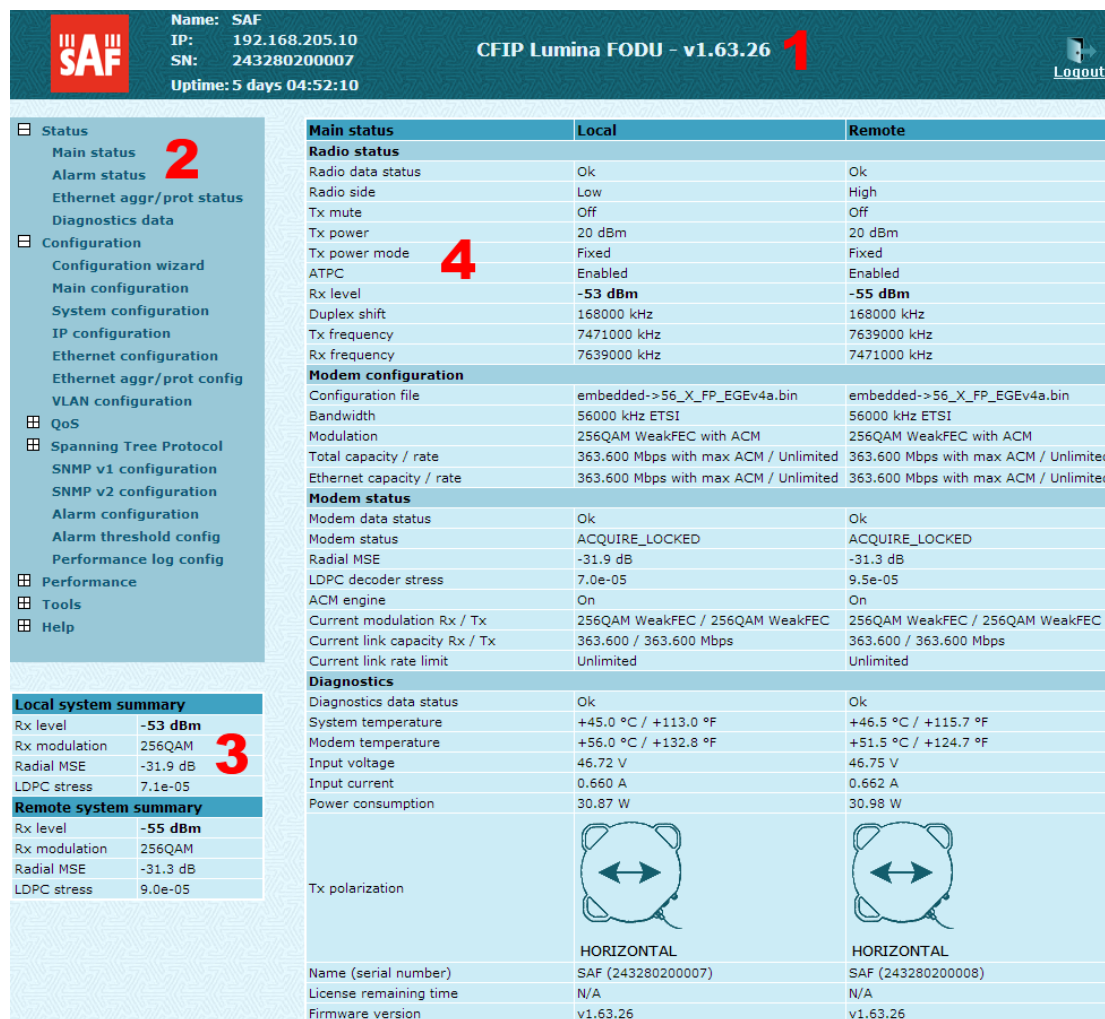 SAF
Name: SAF
IP: 192.168.205.10
SN: 243280200007
Uptime: 5 days 04:52:10
CFIP Lumina FODU - v1.63.26
1
Logout
Status
Main status
2
Alarm status
Ethernet aggr/prot status
Diagnostics data
Configuration
Configuration wizard
Main configuration
System configuration
IP configuration
Ethernet configuration
Ethernet aggr/prot config
VLAN configuration
QoS
Spanning Tree Protocol
SNMP v1 configuration
SNMP v2 configuration
Alarm configuration
Alarm threshold config
Performance log config
Performance
Tools
Help
Local system summary
Rx level -53 dBm
Rx modulation 256QAM
3
Radial MSE -31.9 dB
LDPC stress 7.1e-05
Remote system summary
Rx level -55 dBm
Rx modulation 256QAM
Radial MSE -31.3 dB
LDPC stress 9.0e-05
Main status Local Remote
Radio status
Radio data status Ok Ok
Radio side Low High
Tx mute Off Off
Tx power 20 dBm 20 dBm
Tx power mode Fixed Fixed
4
ATPC Enabled Enabled
Rx level -53 dBm -55 dBm
Duplex shift 168000 kHz 168000 kHz
Tx frequency 7471000 kHz 7639000 kHz
Rx frequency 7639000 kHz 7471000 kHz
Modem configuration
Configuration file embedded->56_X_FP_EGEv4a.bin embedded->56_X_FP_EGEv4a.bin
Bandwidth 56000 kHz ETSI 56000 kHz ETSI
Modulation 256QAM WeakFEC with ACM 256QAM WeakFEC with ACM
Total capacity / rate 363.600 Mbps with max ACM / Unlimited 363.600 Mbps with max ACM / Unlimited
Ethernet capacity / rate 363.600 Mbps with max ACM / Unlimited 363.600 Mbps with max ACM / Unlimited
Modem status
Modem data status Ok Ok
Modem status ACQUIRE_LOCKED ACQUIRE_LOCKED
Radial MSE -31.9 dB -31.3 dB
LDPC decoder stress 7.0e-05 9.5e-05
ACM engine On On
Current modulation Rx / Tx 256QAM WeakFEC / 256QAM WeakFEC 256QAM WeakFEC / 256QAM WeakFEC
Current link capacity Rx / Tx 363.600 / 363.600 Mbps 363.600 / 363.600 Mbps
Current link rate limit Unlimited Unlimited
Diagnostics
Diagnostics data status Ok Ok
System temperature +45.0 °C / +113.0 °F +46.5 °C / +115.7 °F
Modem temperature +56.0 °C / +132.8 °F +51.5 °C / +124.7 °F
Input voltage 46.72 V 46.75 V
Input current 0.660 A 0.662 A
Power consumption 30.87 W 30.98 W
Tx polarization HORIZONTAL HORIZONTAL
Name (serial number) SAF (243280200007) SAF (243280200008)
License remaining time N/A N/A
Firmware version v1.63.26 v1.63.26